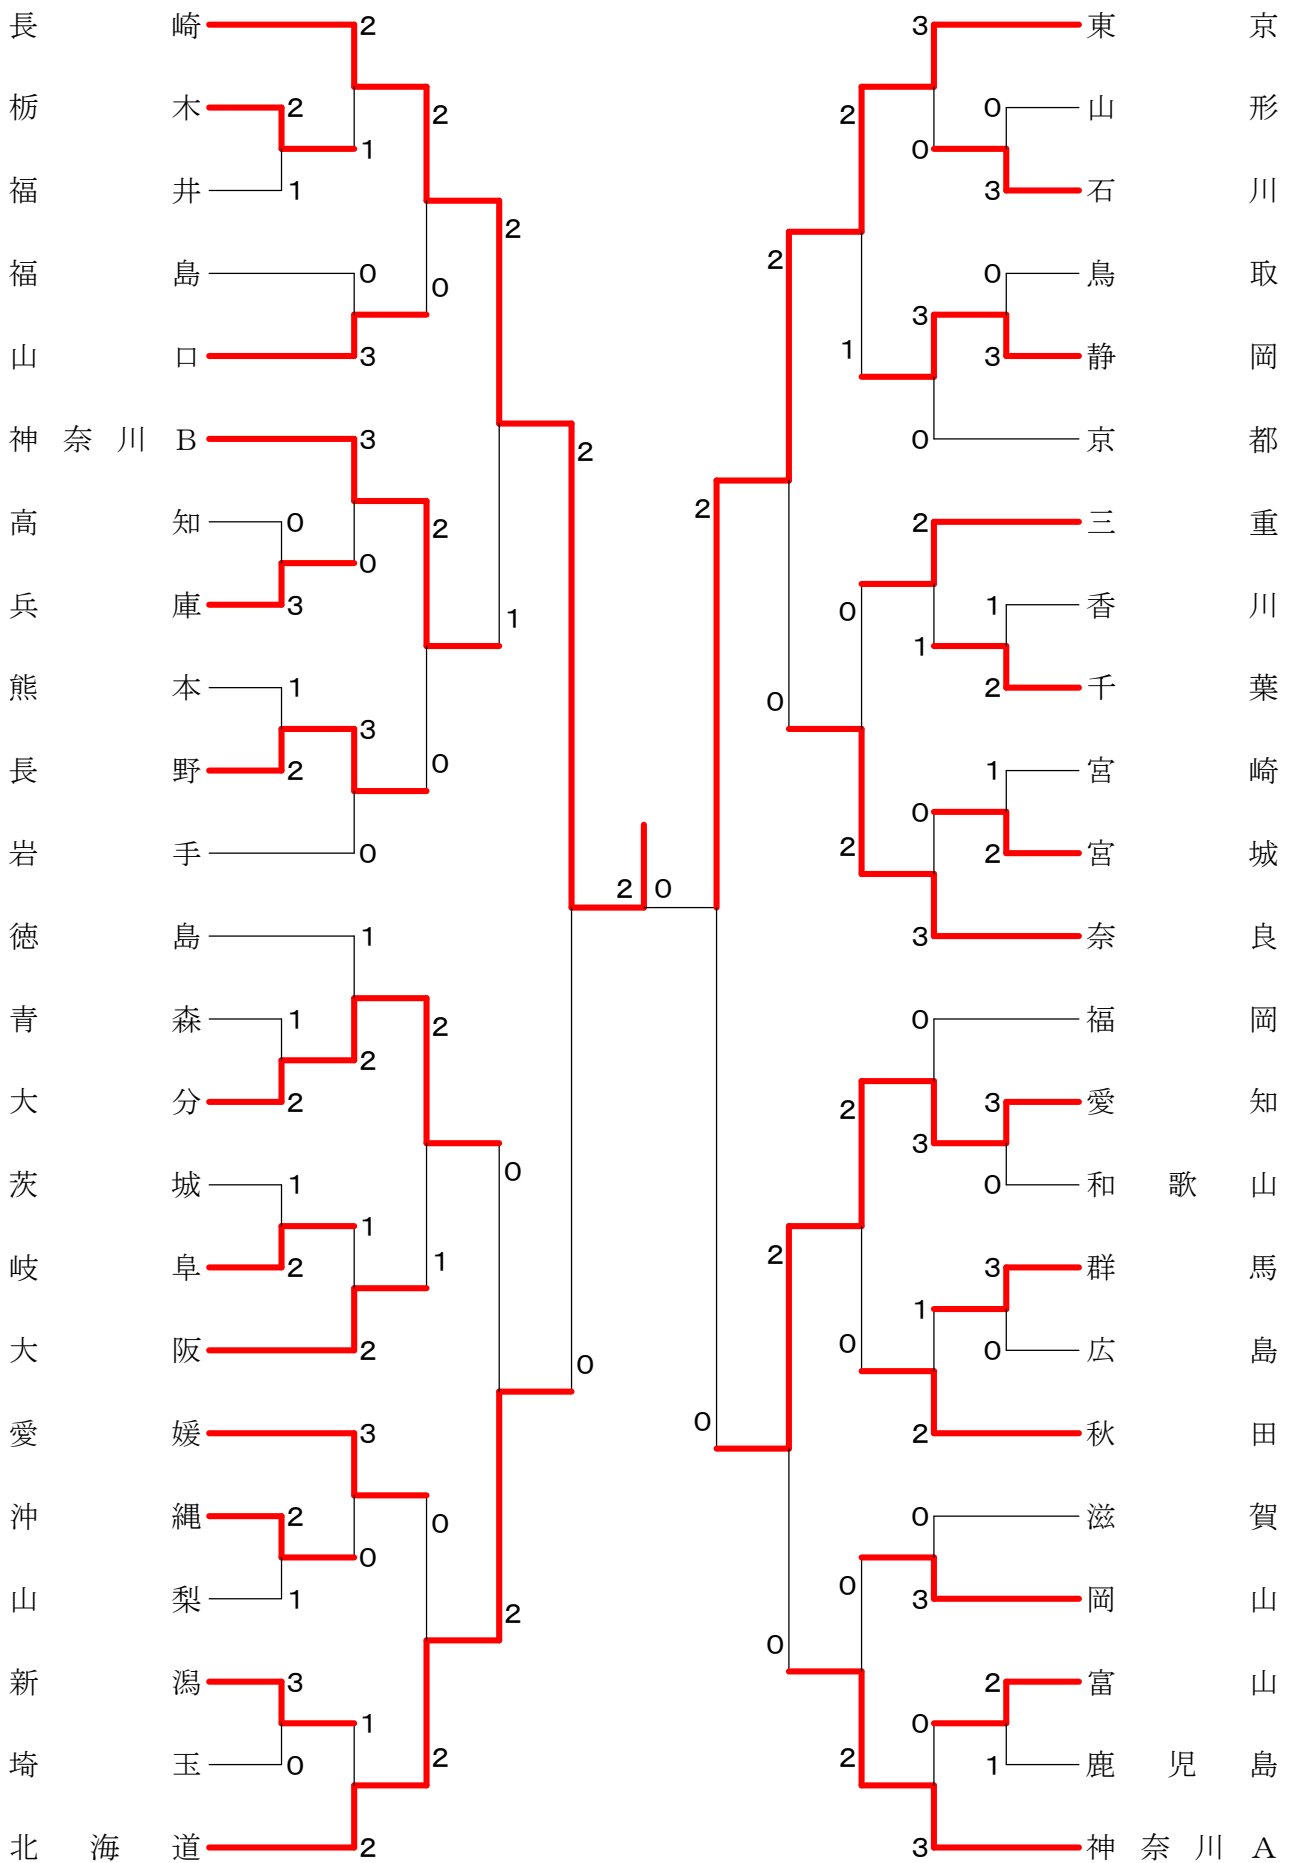 長崎 2 3 東京
栃木 2 2 2 0 山形
1 0
福井 1 3 石川
2
福島 0 2 0 鳥取
0 3
山口 3 1 3 静岡
神奈川B 3 0 京都
2
高知 0 2 2 2 三重
0
兵庫 3 1 0 1 香川
1
熊本 1 0 2 千葉
3
長野 2 0 1 宮崎
0
岩手 0 2 2 宮城
2 0
徳島 1 3 奈良
青森 1 2 0 福岡
2
大分 2 2 3 愛知
3
茨城 1 0 0 和歌山
1
岐阜 2 1 2 3 群馬
1
大阪 2 0 0 広島
0
愛媛 3 0 2 秋田
沖縄 2 0 0 滋賀
0
山梨 1 2 0 3 岡山
0
新潟 3 2 富山
1 0
埼玉 0 2 2 1 鹿児島
北海道 2 3 神奈川A